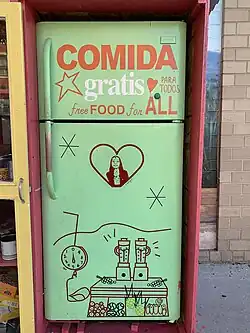 COMIDA
gratis PARA
TODOS
free FOOD for ALL